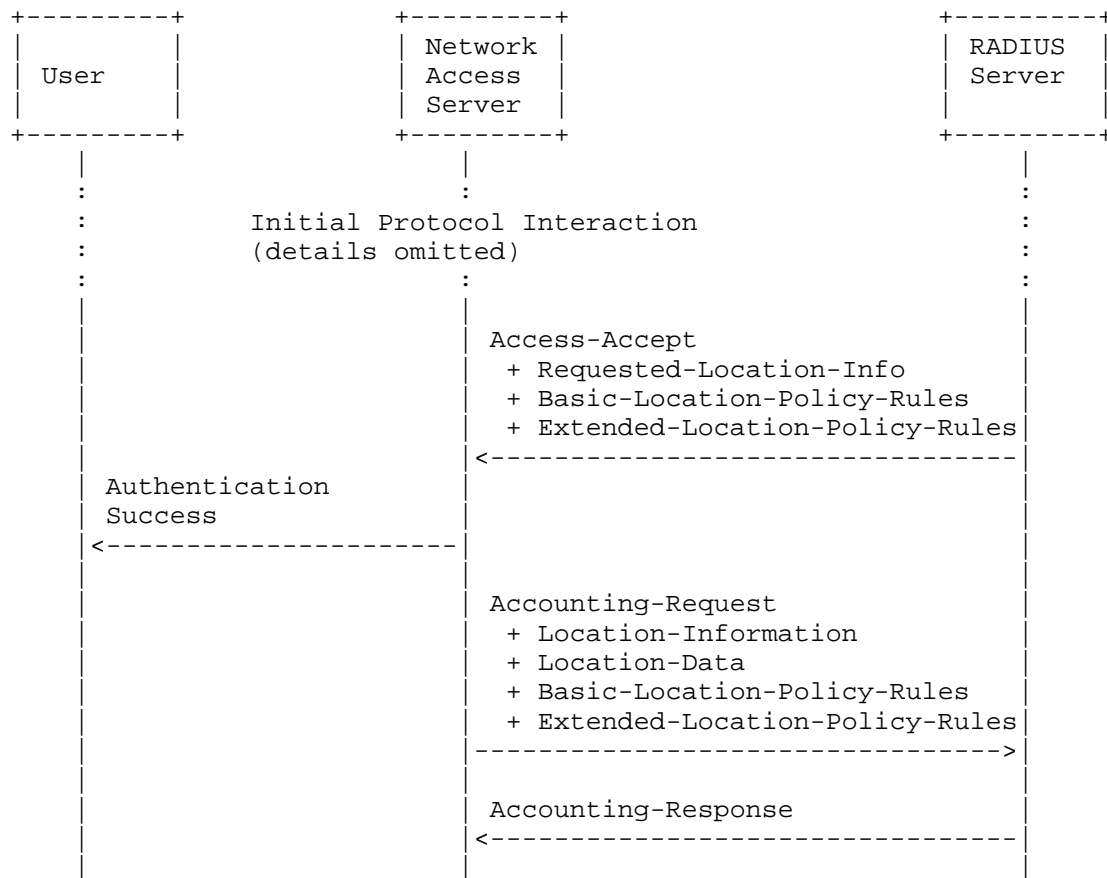 User
Network
Access
Server
RADIUS
Server
Initial Protocol Interaction
(details omitted)
Access-Accept
+ Requested-Location-Info
+ Basic-Location-Policy-Rules
+ Extended-Location-Policy-Rules
Authentication
Success
Accounting-Request
+ Location-Information
+ Location-Data
+ Basic-Location-Policy-Rules
+ Extended-Location-Policy-Rules
Accounting-Response